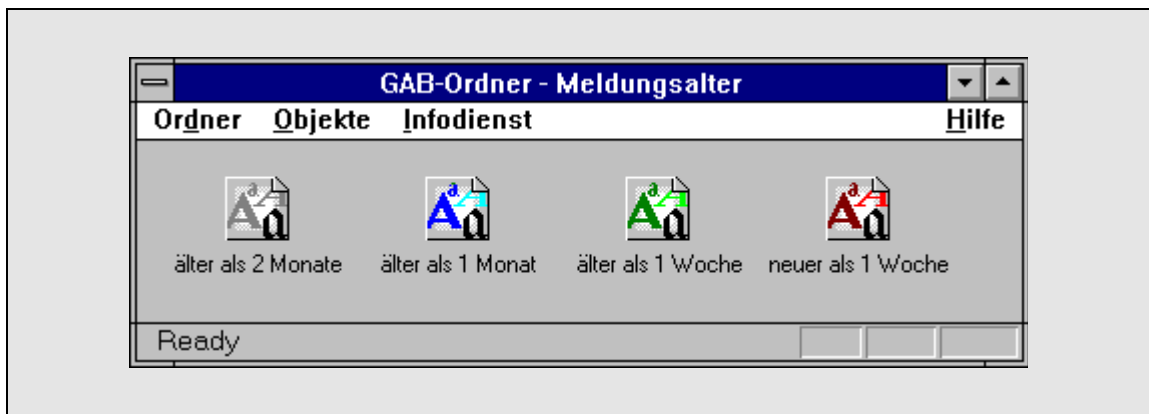 GAB-Ordner - Meldungsalter
Ordner Objekte Infodienst Hilfe
älter als 2 Monate älter als 1 Monat älter als 1 Woche neuer als 1 Woche
Ready